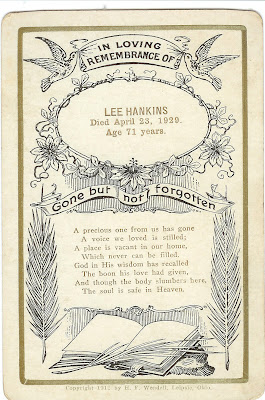 IN LOVING
REMEMBRANCE OF
LEE HANKINS
Died April 23, 1929.
Age 71 years.
Gone but not forgotten
A precious one from us has gone
A voice we loved is stilled;
A place is vacant in our home,
Which never can be filled.
God in His wisdom has recalled
The boon his love had given,
And though the body slumbers here,
The soul is safe in Heaven.
Copyright 1912 by H. F. Wendell, Leipsic, Ohio.